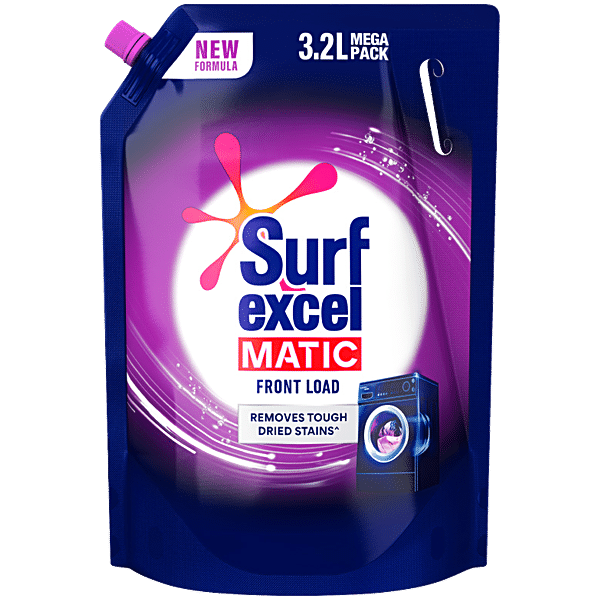 NEW
FORMULA
3.2L MEGA
PACK
Surf
excel
MATIC
FRONT LOAD
REMOVES TOUGH
DRIED STAINS^